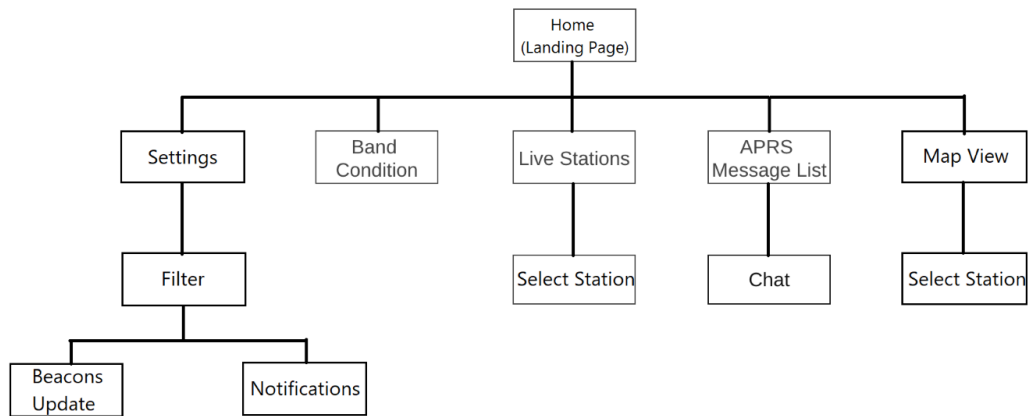 Home
(Landing Page)
Settings
Band
Condition
Live Stations
APRS
Message List
Map View
Filter
Select Station
Chat
Select Station
Beacons
Update
Notifications